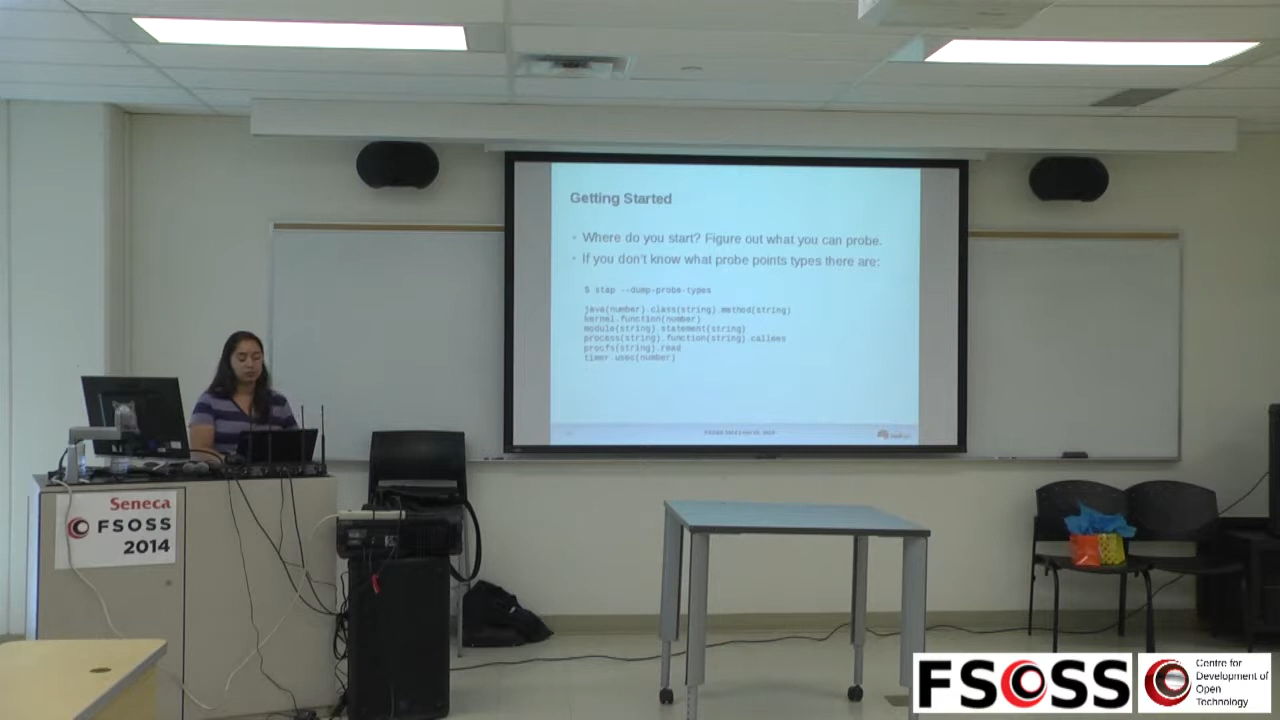 Getting Started
• Where do you start? Figure out what you can probe.
• If you don't know what probe points types there are:
$ stap --dump-probe-types
java(number).class(string).method(string)
kernel.function(number)
module(string).statement(string)
process(string).function(string).callees
procfs(string).read
timer.usec(number)
Seneca
FSOSS
2014
FSOSS
Centre for
Development of
Open
Technology